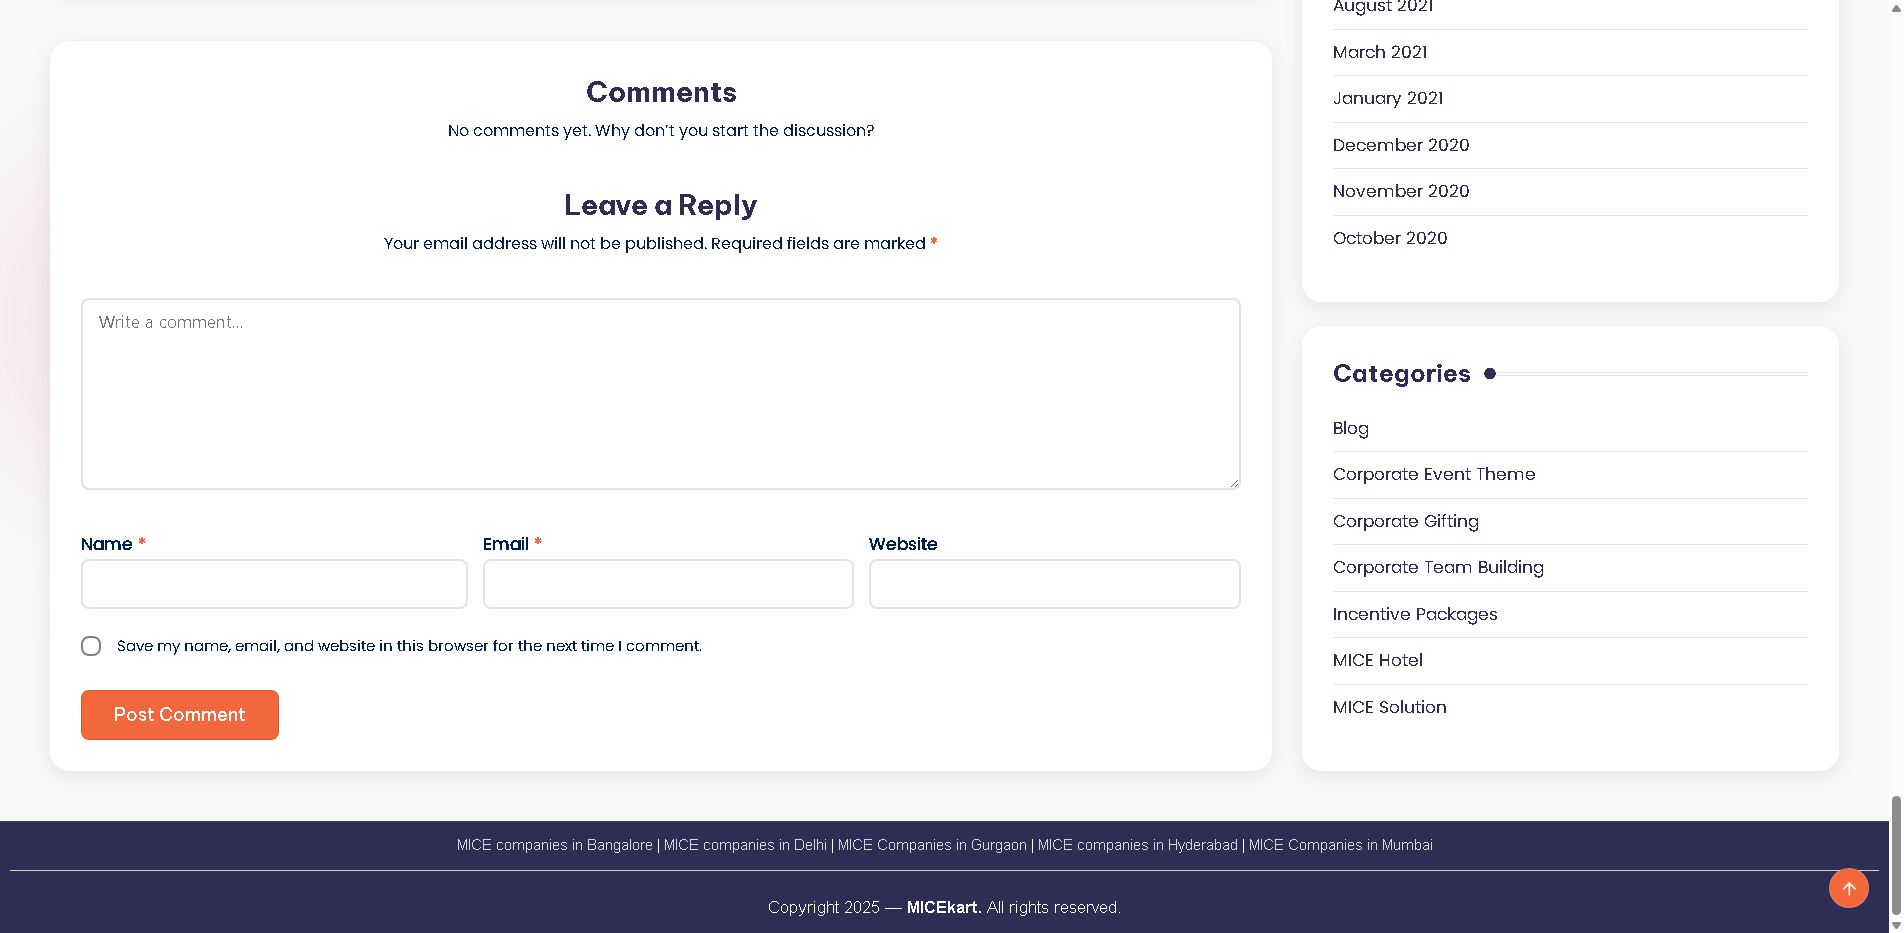 Comments
No comments yet. Why don’t you start the discussion?
Leave a Reply
Your email address will not be published. Required fields are marked *
Write a comment...
Name *
Email *
Website
Save my name, email, and website in this browser for the next time I comment.
Post Comment
August 2021
March 2021
January 2021
December 2020
November 2020
October 2020
Categories
Blog
Corporate Event Theme
Corporate Gifting
Corporate Team Building
Incentive Packages
MICE Hotel
MICE Solution
MICE companies in Bangalore | MICE companies in Delhi | MICE Companies in Gurgaon | MICE companies in Hyderabad | MICE Companies in Mumbai
Copyright 2025 — MICEkart. All rights reserved.